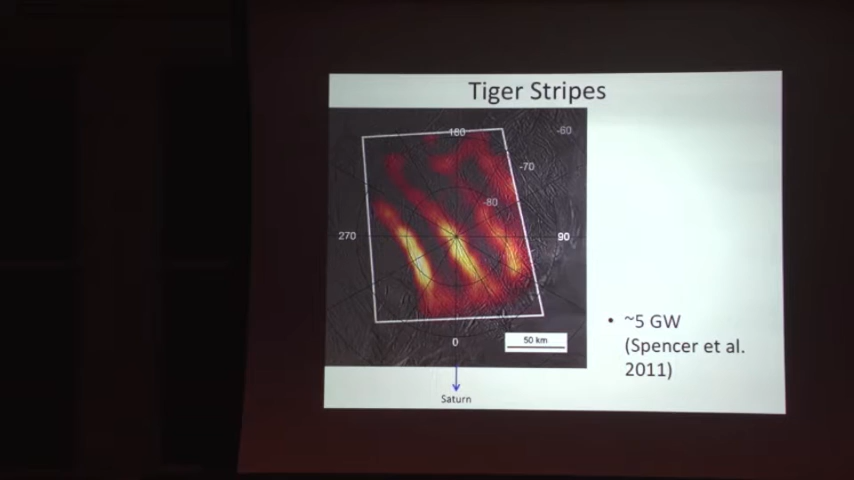 Tiger Stripes
180
-60
-70
-80
270
90
0
50 km
Saturn
• ~5 GW
(Spencer et al.
2011)